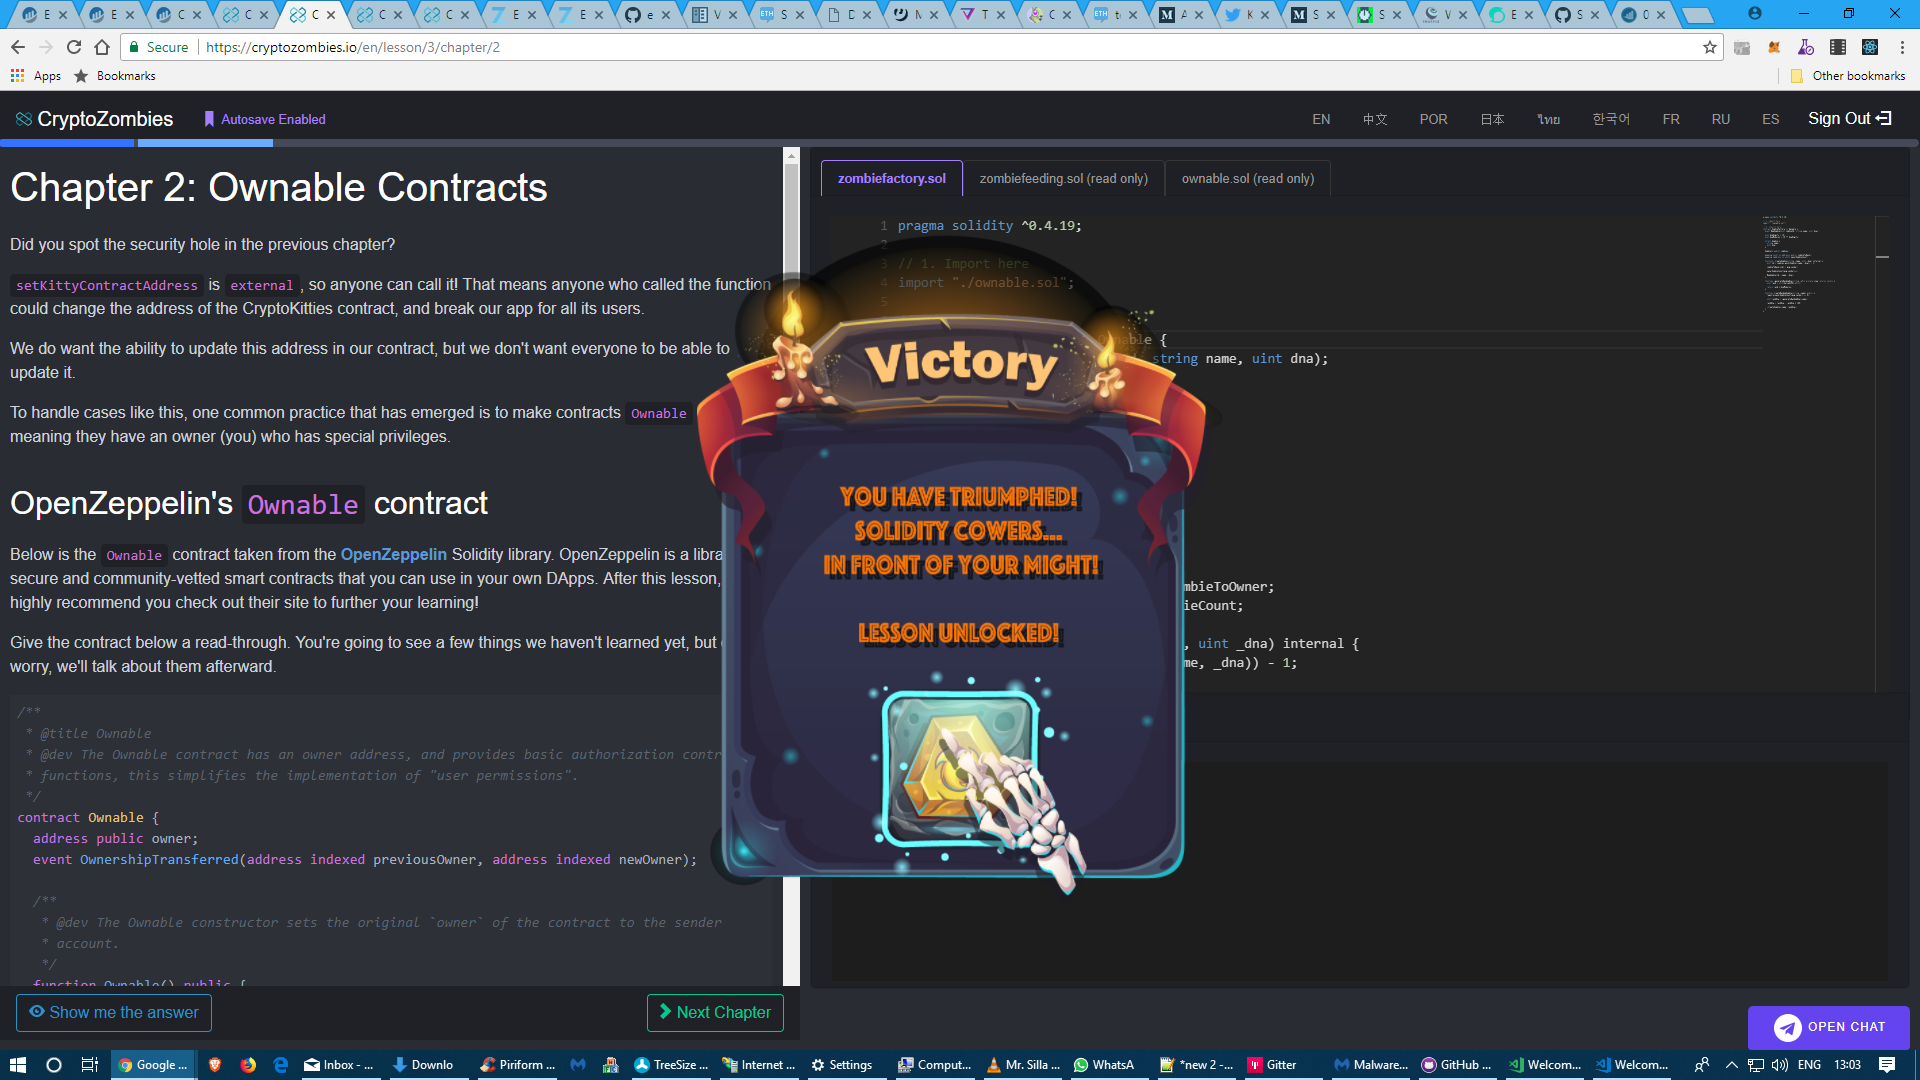 E
E
C
C
C
C
C
E
E
e
V
S
D
N
T
C
t
A
K
S
S
V
E
S
O
Secure
https://cryptozombies.io/en/lesson/3/chapter/2
Apps
Bookmarks
Other bookmarks
CryptoZombies
Autosave Enabled
EN
中文
POR
日本
ไทย
한국어
FR
RU
ES
Sign Out
Chapter 2: Ownable Contracts
Did you spot the security hole in the previous chapter?
setKittyContractAddress is external, so anyone can call it! That means anyone who called the function
could change the address of the CryptoKitties contract, and break our app for all its users.
We do want the ability to update this address in our contract, but we don't want everyone to be able to
update it.
To handle cases like this, one common practice that has emerged is to make contracts Ownable
meaning they have an owner (you) who has special privileges.
OpenZeppelin's Ownable contract
Below is the Ownable contract taken from the OpenZeppelin Solidity library. OpenZeppelin is a libra
secure and community-vetted smart contracts that you can use in your own DApps. After this lesson,
highly recommend you check out their site to further your learning!
Give the contract below a read-through. You're going to see a few things we haven't learned yet, but
worry, we'll talk about them afterward.
/**
* @title Ownable
* @dev The Ownable contract has an owner address, and provides basic authorization contr
* functions, this simplifies the implementation of "user permissions".
*/
contract Ownable {
address public owner;
event OwnershipTransferred(address indexed previousOwner, address indexed newOwner);
/**
* @dev The Ownable constructor sets the original `owner` of the contract to the sender
* account.
*/
function Ownable() public {
Show me the answer
Next Chapter
zombiefactory.sol
zombiefeeding.sol (read only)
ownable.sol (read only)
1 pragma solidity ^0.4.19;
2
3 // 1. Import here
4 import "./ownable.sol";
5
Ownable {
string name, uint dna);
mbieToOwner;
ieCount;
, uint _dna) internal {
me, _dna)) - 1;
Victory
YOU HAVE TRIUMPHED!
SOLIDITY COWERS...
IN FRONT OF YOUR MIGHT!
LESSON UNLOCKED!
OPEN CHAT
Google ...
Inbox - ...
Downlo
Piriform ...
TreeSize ...
Internet ...
Settings
Comput...
Mr. Silla ...
WhatsA
*new 2 -...
Gitter
Malware...
GitHub ...
Welcom...
Welcom...
ENG
13:03